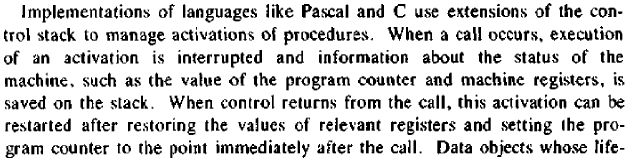 Implementations of languages like Pascal and C use extensions of the con-
trol stack to manage activations of procedures. When a call occurs, execution
of an activation is interrupted and information about the status of the
machine, such as the value of the program counter and machine registers, is
saved on the stack. When control returns from the call, this activation can be
restarted after restoring the values of relevant registers and setting the pro-
gram counter to the point immediately after the call. Data objects whose life-